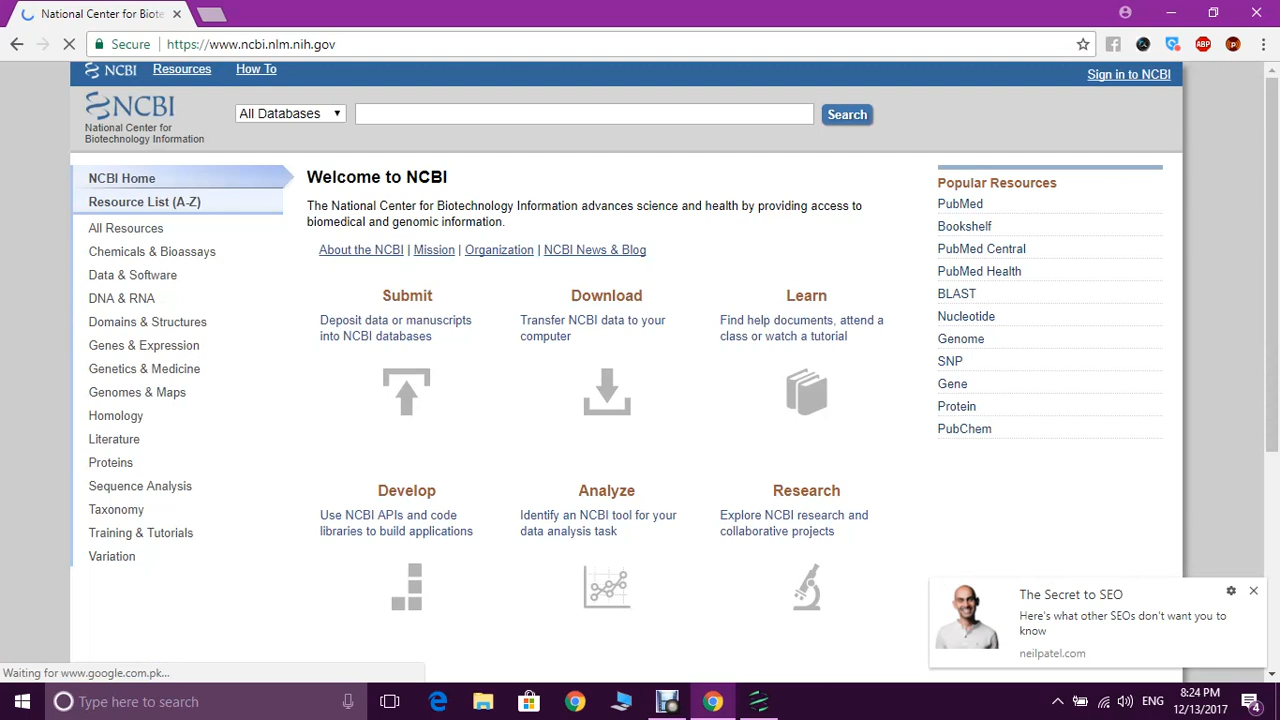 National Center for Biote
Secure
https://www.ncbi.nlm.nih.gov
ABP
NCBI
Resources
How To
Sign in to NCBI
NCBI
National Center for
Biotechnology Information
All Databases
Search
NCBI Home
Resource List (A-Z)
All Resources
Chemicals & Bioassays
Data & Software
DNA & RNA
Domains & Structures
Genes & Expression
Genetics & Medicine
Genomes & Maps
Homology
Literature
Proteins
Sequence Analysis
Taxonomy
Training & Tutorials
Variation
Welcome to NCBI
The National Center for Biotechnology Information advances science and health by providing access to
biomedical and genomic information.
About the NCBI | Mission | Organization | NCBI News & Blog
Submit
Deposit data or manuscripts
into NCBI databases
Download
Transfer NCBI data to your
computer
Learn
Find help documents, attend a
class or watch a tutorial
Develop
Use NCBI APIs and code
libraries to build applications
Analyze
Identify an NCBI tool for your
data analysis task
Research
Explore NCBI research and
collaborative projects
Popular Resources
PubMed
Bookshelf
PubMed Central
PubMed Health
BLAST
Nucleotide
Genome
SNP
Gene
Protein
PubChem
The Secret to SEO
Here's what other SEOs don't want you to
know
neilpatel.com
Waiting for www.google.com.pk...
Type here to search
ENG
8:24 PM
12/13/2017
4